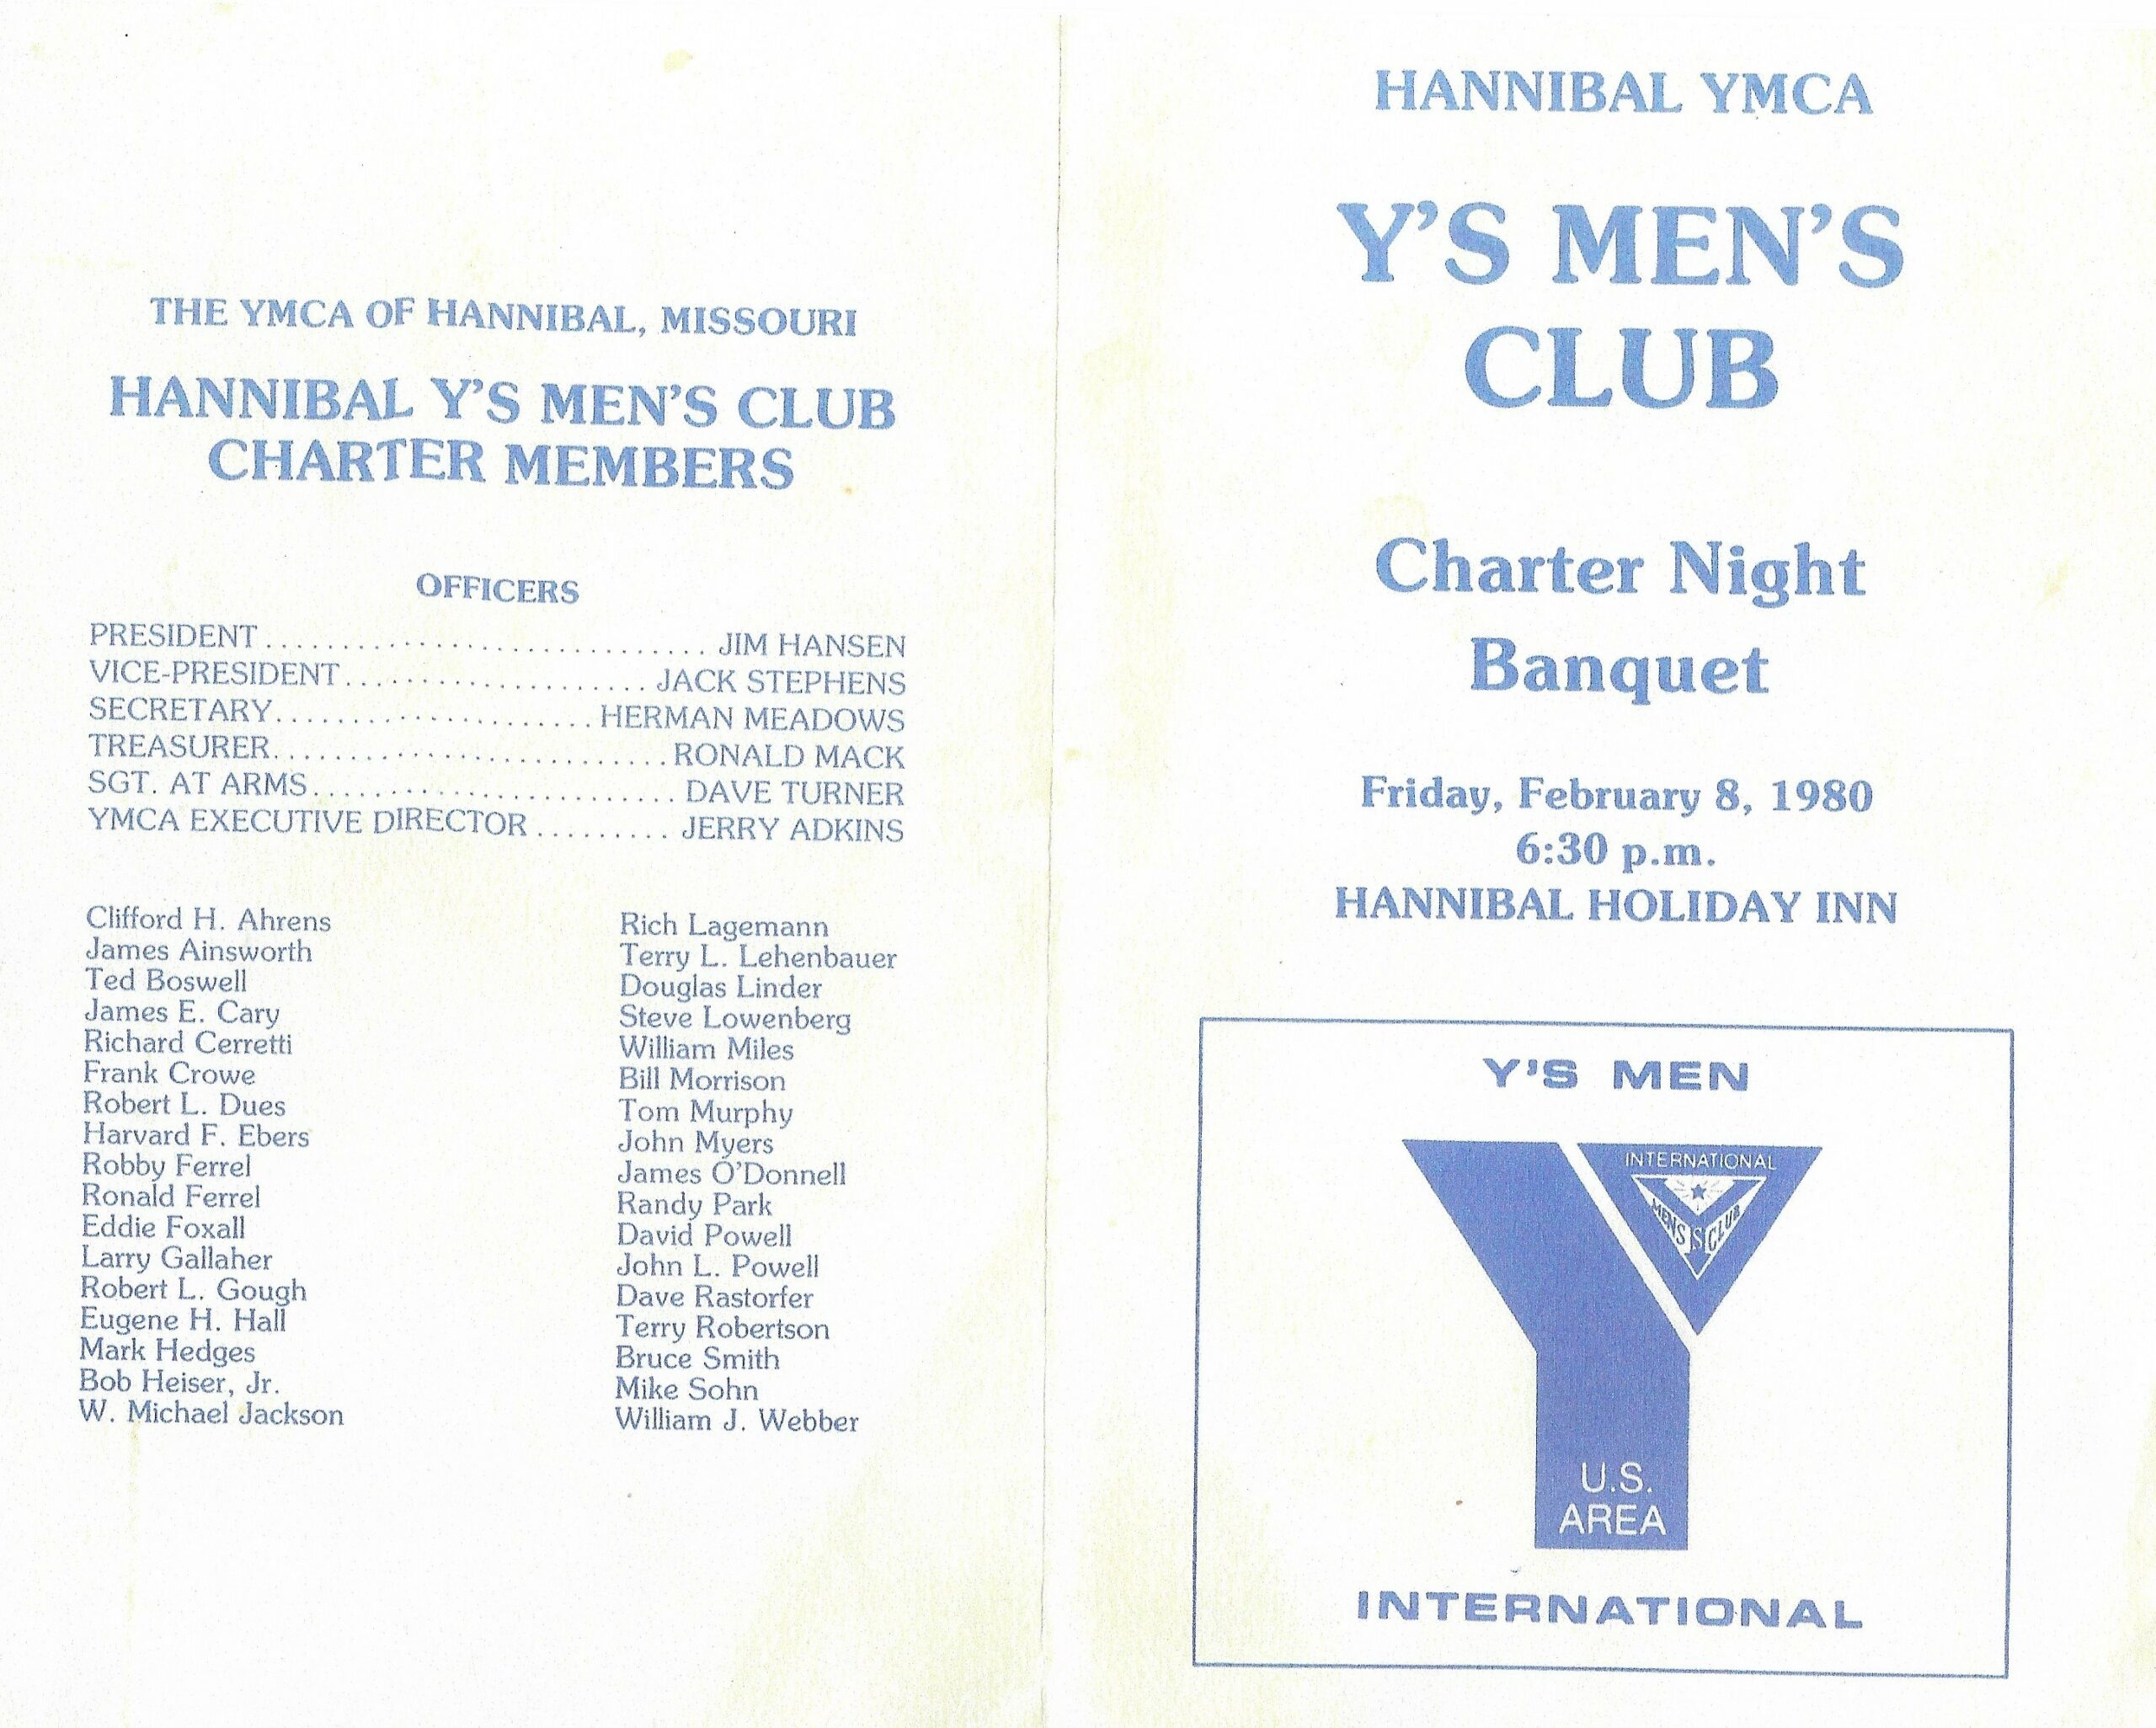 THE YMCA OF HANNIBAL, MISSOURI
HANNIBAL Y'S MEN'S CLUB
CHARTER MEMBERS
OFFICERS
PRESIDENT .............................. JIM HANSEN
VICE-PRESIDENT .................... JACK STEPHENS
SECRETARY ..................... HERMAN MEADOWS
TREASURER .......................... RONALD MACK
SGT. AT ARMS ........................ DAVE TURNER
YMCA EXECUTIVE DIRECTOR ......... JERRY ADKINS
Clifford H. Ahrens
James Ainsworth
Ted Boswell
James E. Cary
Richard Cerretti
Frank Crowe
Robert L. Dues
Harvard F. Ebers
Robby Ferrel
Ronald Ferrel
Eddie Foxall
Larry Gallaher
Robert L. Gough
Eugene H. Hall
Mark Hedges
Bob Heiser, Jr.
W. Michael Jackson
Rich Lagemann
Terry L. Lehenbauer
Douglas Linder
Steve Lowenberg
William Miles
Bill Morrison
Tom Murphy
John Myers
James O'Donnell
Randy Park
David Powell
John L. Powell
Dave Rastorfer
Terry Robertson
Bruce Smith
Mike Sohn
William J. Webber
HANNIBAL YMCA
Y'S MEN'S
CLUB
Charter Night
Banquet
Friday, February 8, 1980
6:30 p.m.
HANNIBAL HOLIDAY INN
Y'S MEN
INTERNATIONAL
MENS S CLUB
U.S.
AREA
INTERNATIONAL